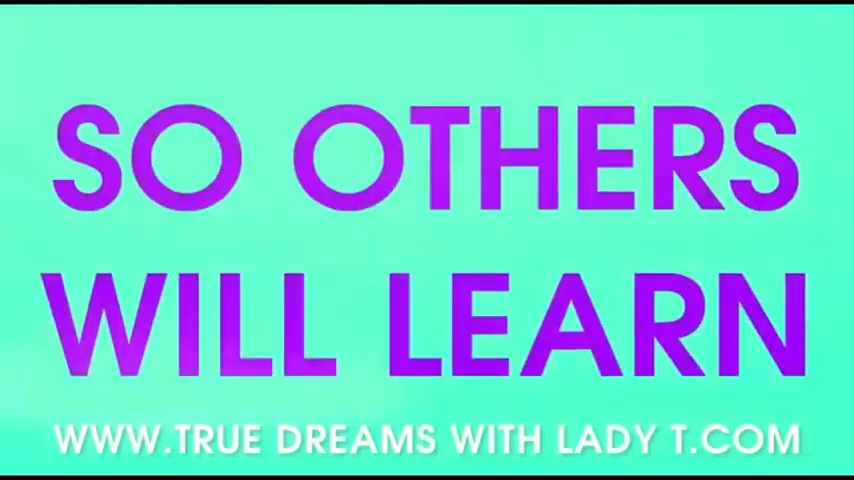 SO OTHERS
WILL LEARN
WWW.TRUE DREAMS WITH LADY T.COM